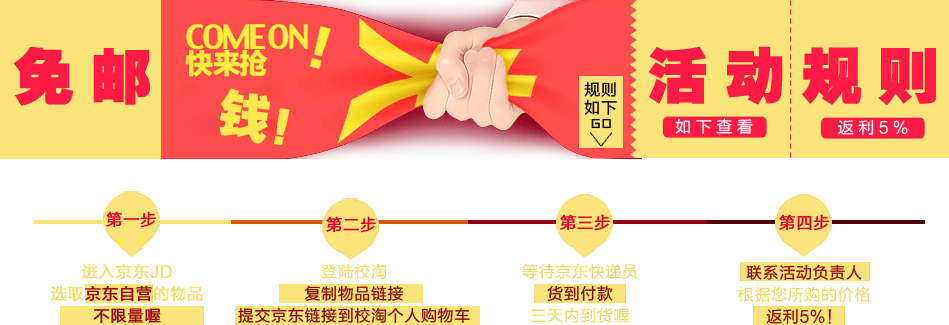 免邮
COME ON!
快来抢
钱!
规则
如下
GO
活动规则
如下查看
返利5%
第一步
进入京东JD
选取京东自营的物品
不限量喔
第二步
登陆校淘
复制物品链接
提交京东链接到校淘个人购物车
第三步
等待京东快递员
货到付款
三天内到货喔
第四步
联系活动负责人
根据您所购的价格
返利5%!